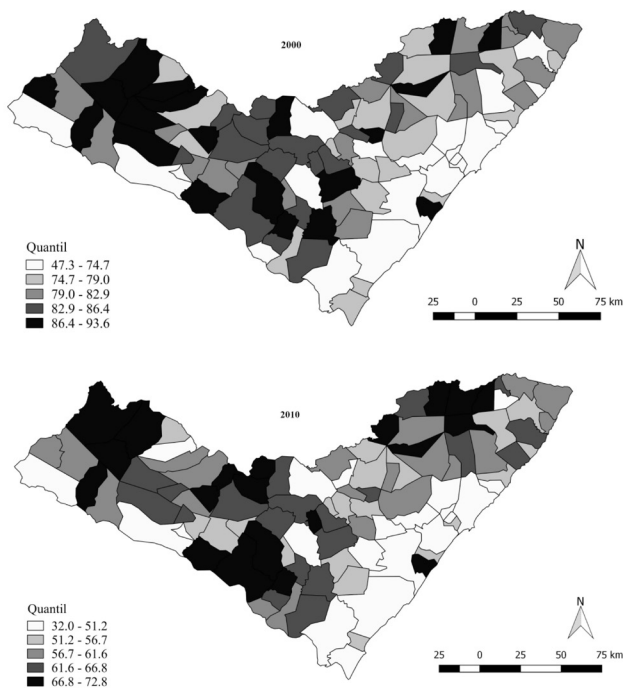 2000
N
Quantil
47.3 - 74.7
74.7 - 79.0
79.0 - 82.9
82.9 - 86.4
86.4 - 93.6
25 0 25 50 75 km
2010
N
Quantil
32.0 - 51.2
51.2 - 56.7
56.7 - 61.6
61.6 - 66.8
66.8 - 72.8
25 0 25 50 75 km